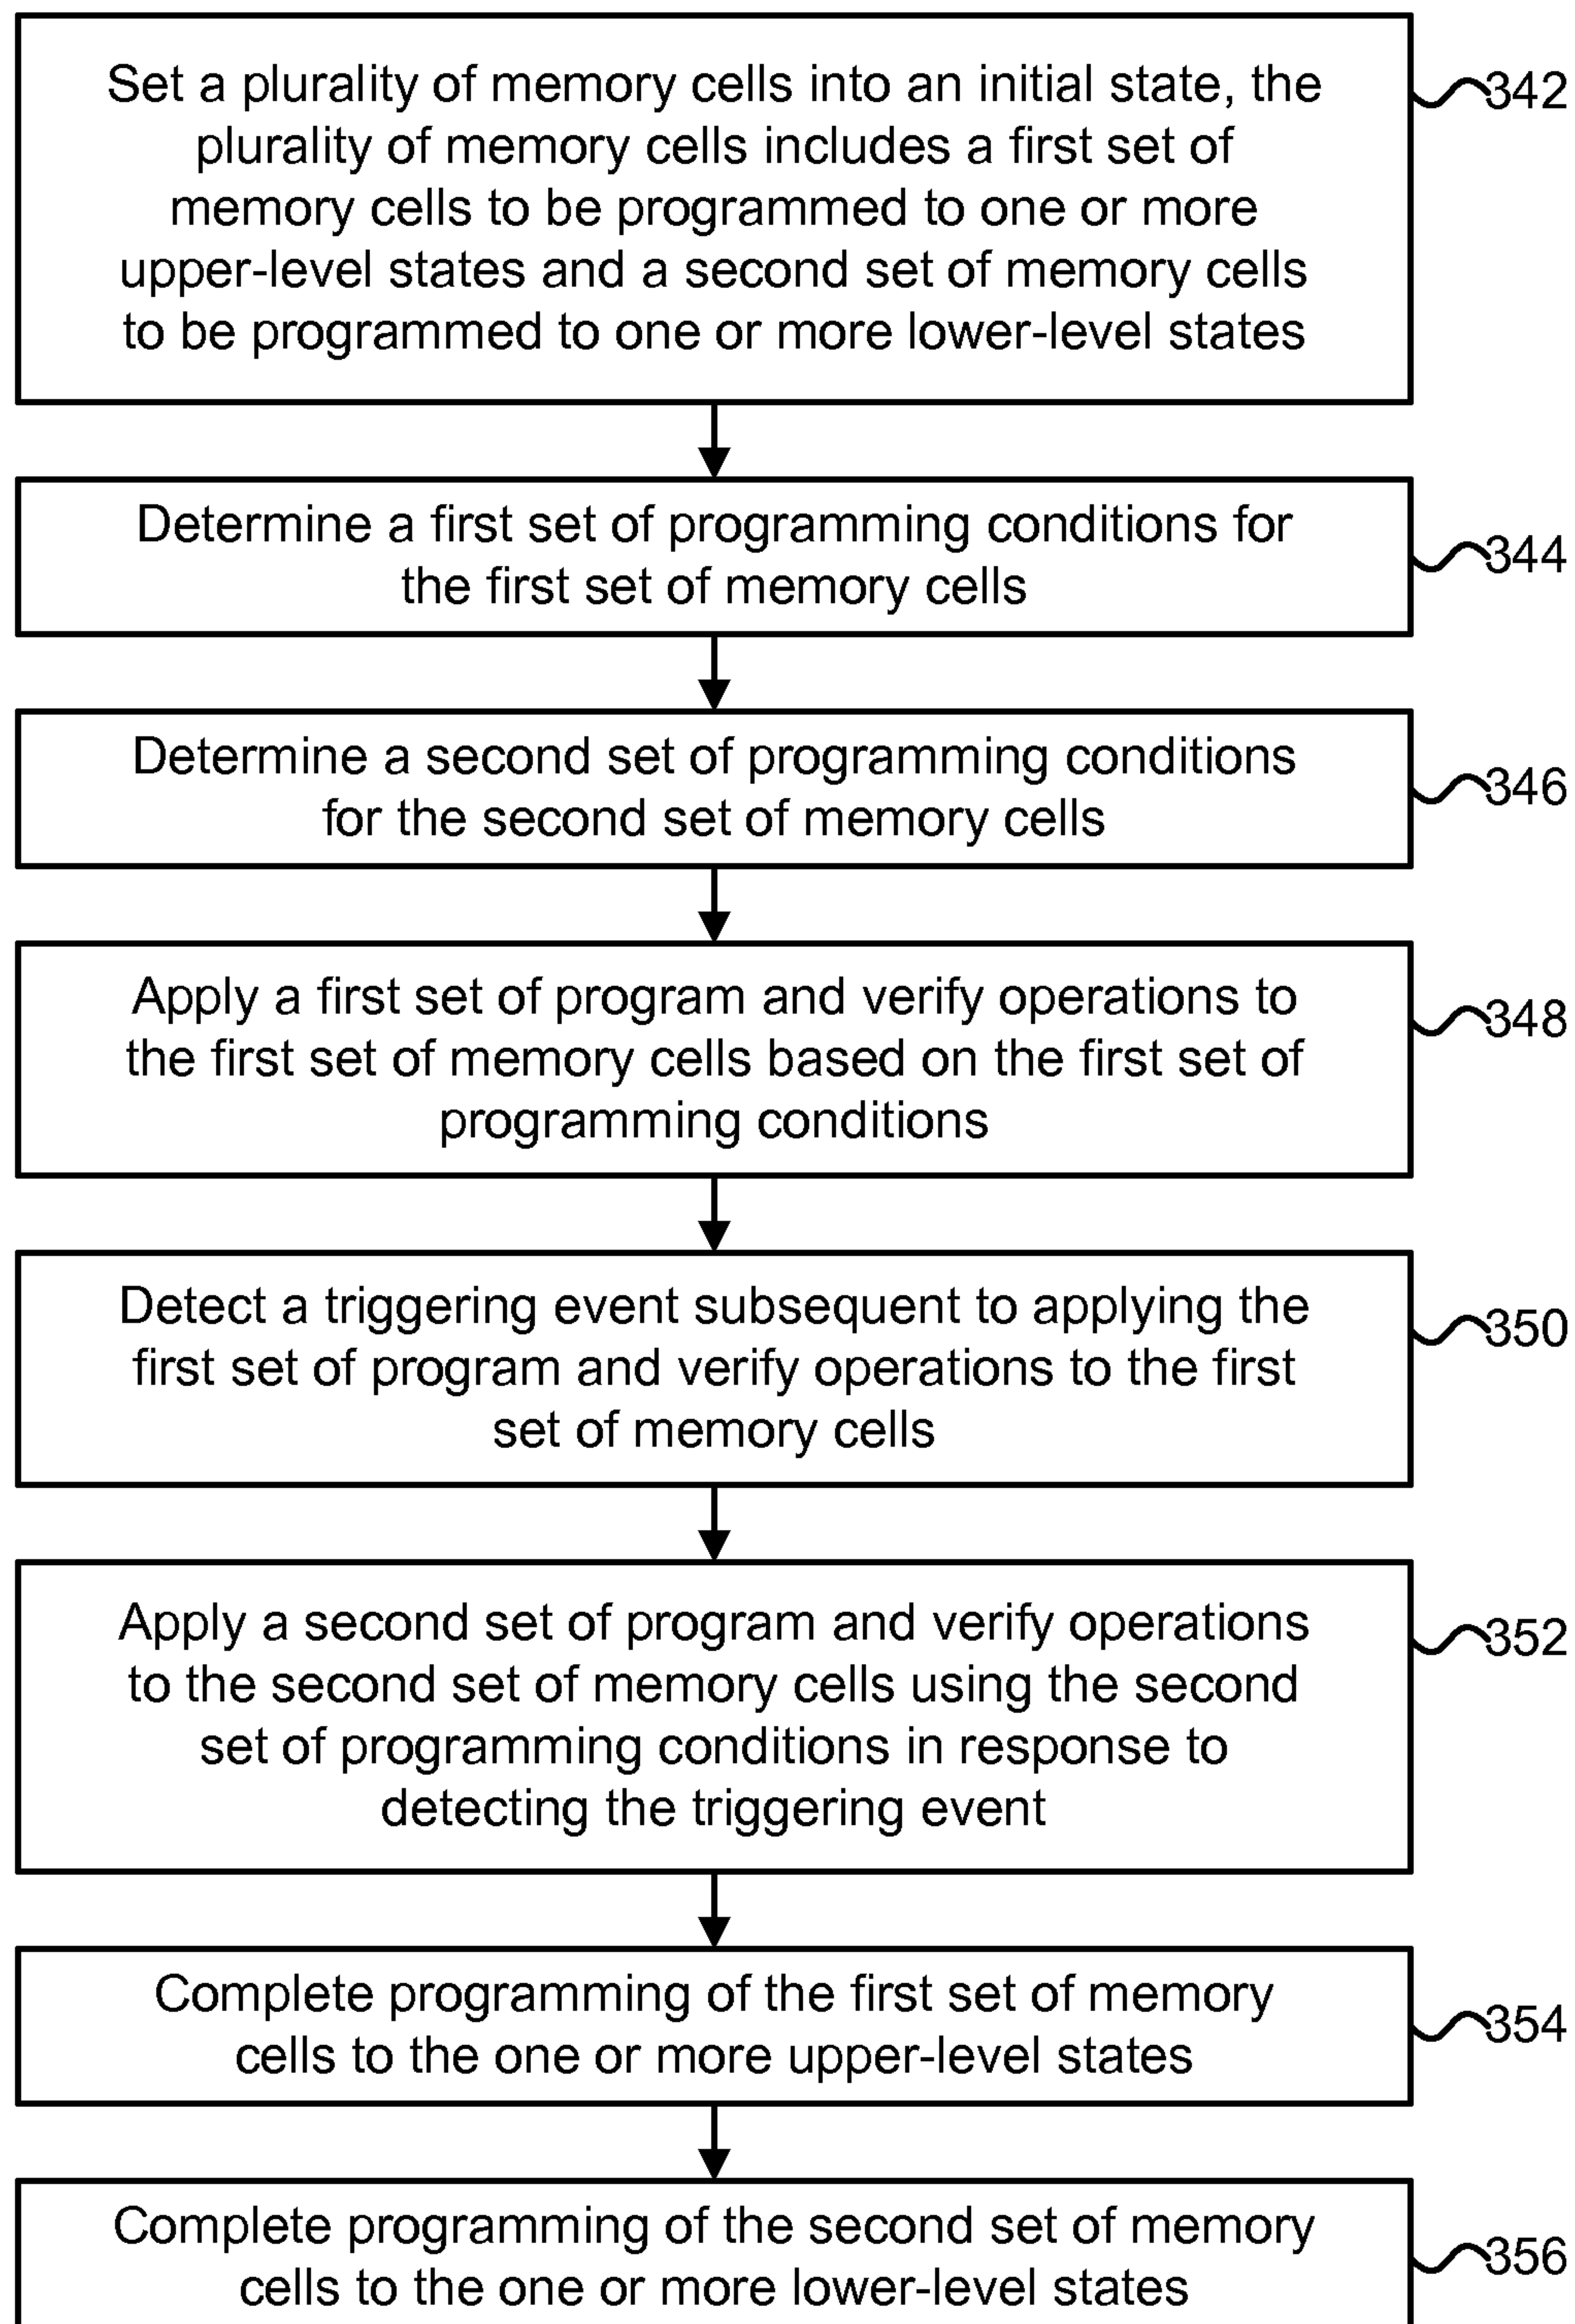 Set a plurality of memory cells into an initial state, the
plurality of memory cells includes a first set of
memory cells to be programmed to one or more
upper-level states and a second set of memory cells
to be programmed to one or more lower-level states
342
Determine a first set of programming conditions for
the first set of memory cells
344
Determine a second set of programming conditions
for the second set of memory cells
346
Apply a first set of program and verify operations to
the first set of memory cells based on the first set of
programming conditions
348
Detect a triggering event subsequent to applying the
first set of program and verify operations to the first
set of memory cells
350
Apply a second set of program and verify operations
to the second set of memory cells using the second
set of programming conditions in response to
detecting the triggering event
352
Complete programming of the first set of memory
cells to the one or more upper-level states
354
Complete programming of the second set of memory
cells to the one or more lower-level states
356